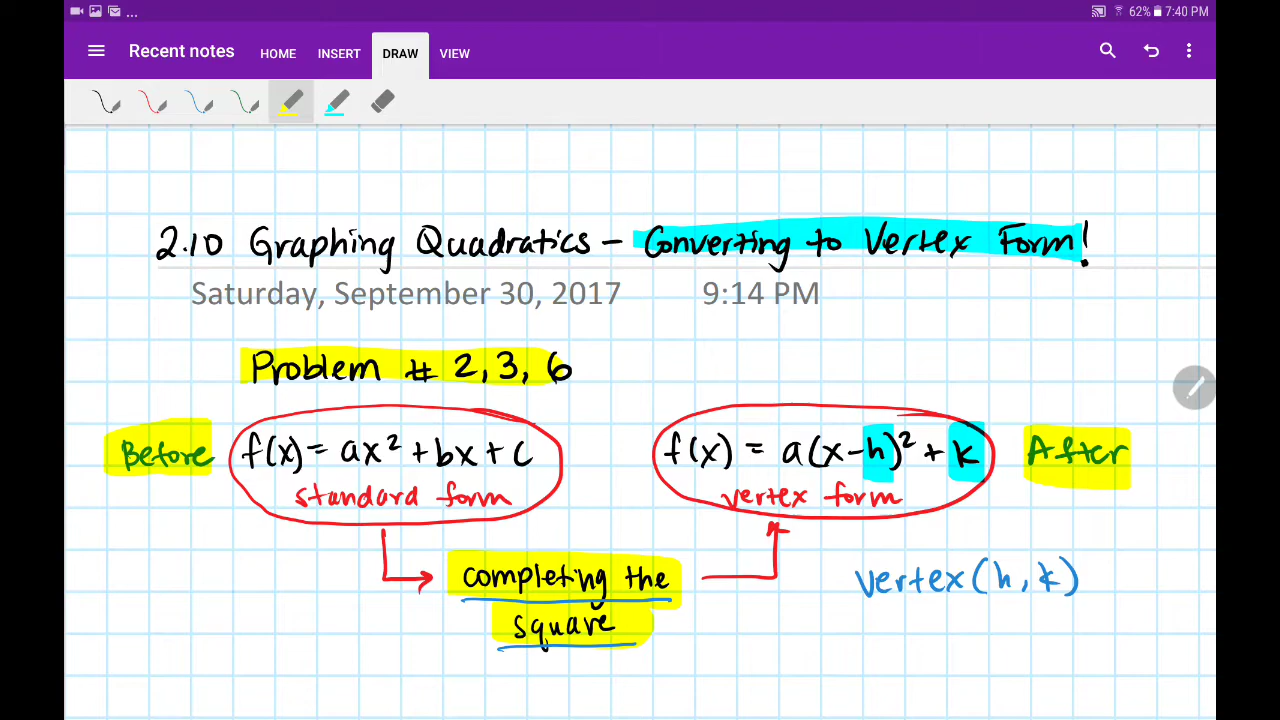 ... 62% 7:40 PM
Recent notes HOME INSERT DRAW VIEW
2.10 Graphing Quadratics - Converting to Vertex Form!
Saturday, September 30, 2017 9:14 PM
Problem # 2, 3, 6
Before f(x) = ax² + bx + c f(x) = a(x-h)² + k After
standard form vertex form
completing the
square
vertex (h, k)